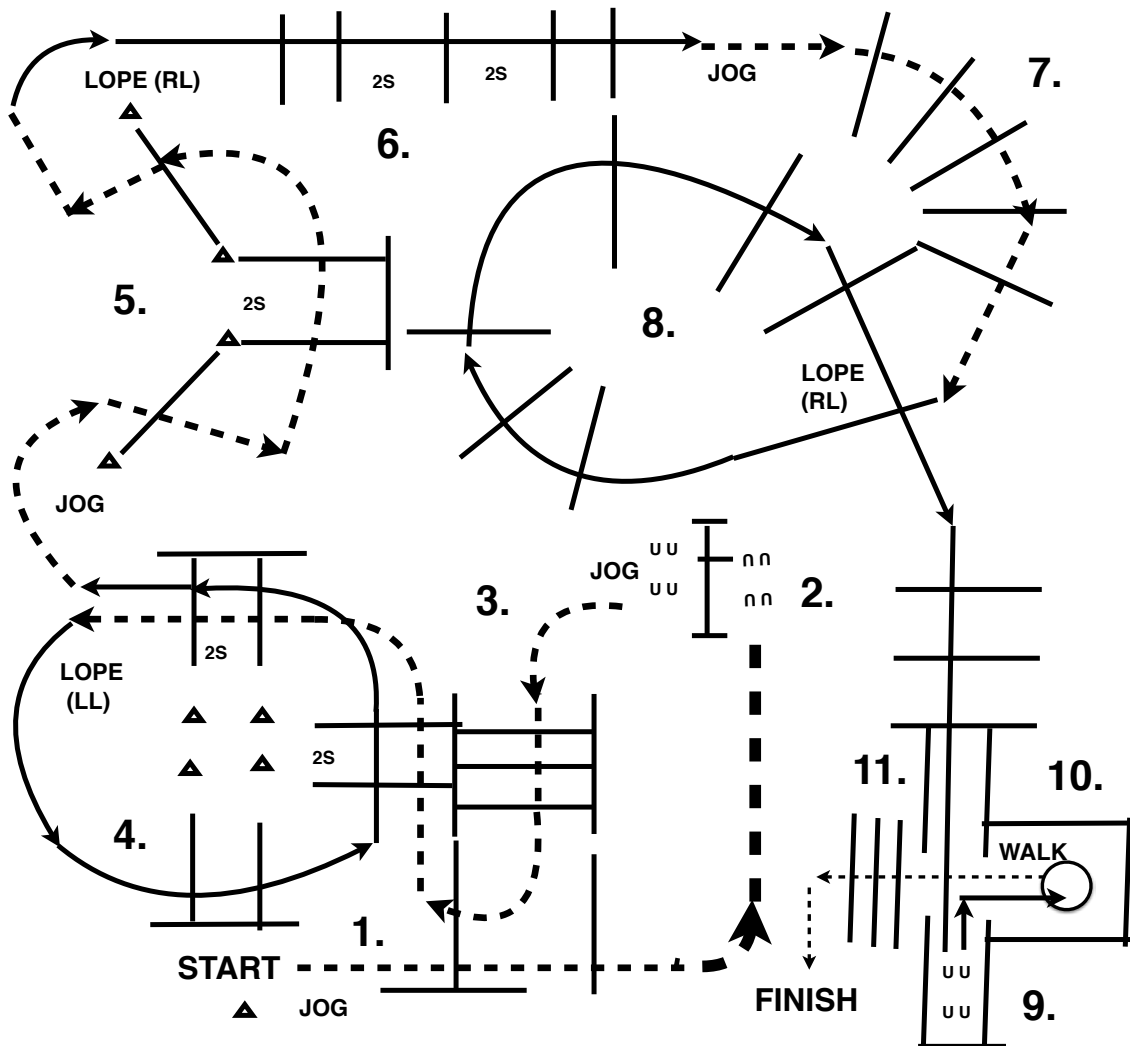 7.
JOG
2S
2S
LOPE (RL)
6.
5.
2S
8.
LOPE
(RL)
JOG
U U
∩ ∩
JOG
U U
∩ ∩
2.
3.
2S
LOPE
(LL)
2S
11.
10.
4.
WALK
1.
START
JOG
U U
U U
FINISH
9.